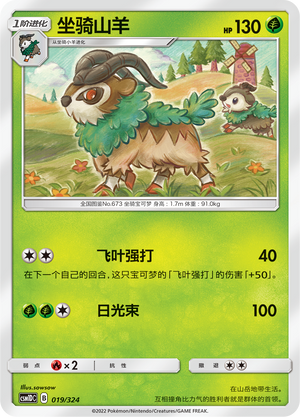 1阶进化
坐骑山羊
HP 130
从坐骑小羊进化
全国图鉴No.673 坐骑宝可梦 身高：1.7m 体重：91.0kg
飞叶强打 40
在下一个自己的回合，这只宝可梦的「飞叶强打」的伤害「+50」。
日光束 100
弱点 ×2 抗性 撤退
Illus.sowsow
CSM1DC B 019/324
在山岳地带生活。
互相撞角比力气的胜利者就是群体的首领。
©2022 Pokémon/Nintendo/Creatures/GAME FREAK.